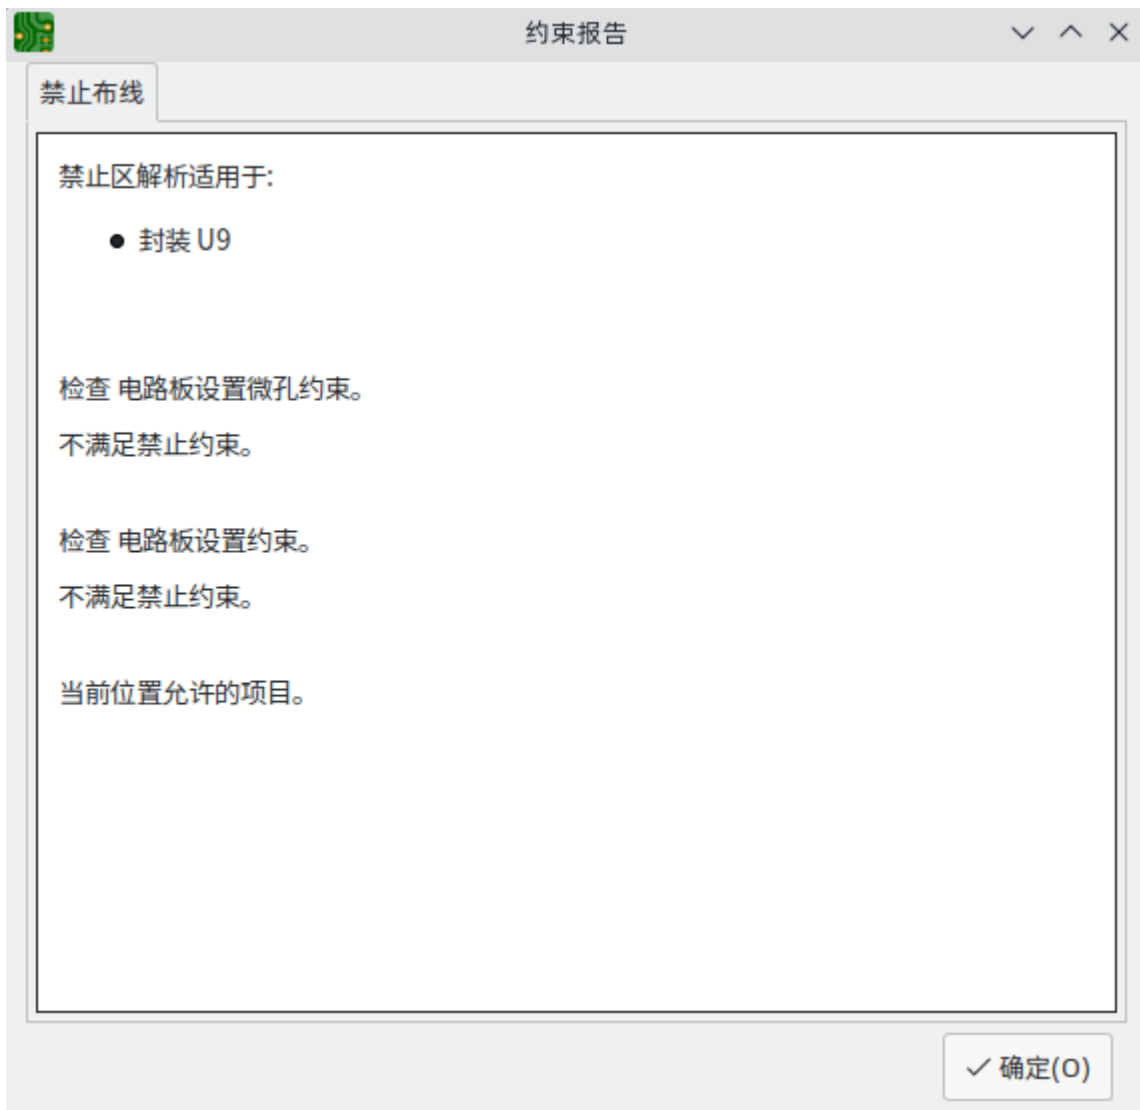 约束报告
禁止布线
禁止区解析适用于:
封装 U9
检查 电路板设置微孔约束。
不满足禁止约束。
检查 电路板设置约束。
不满足禁止约束。
当前位置允许的项目。
确定(O)